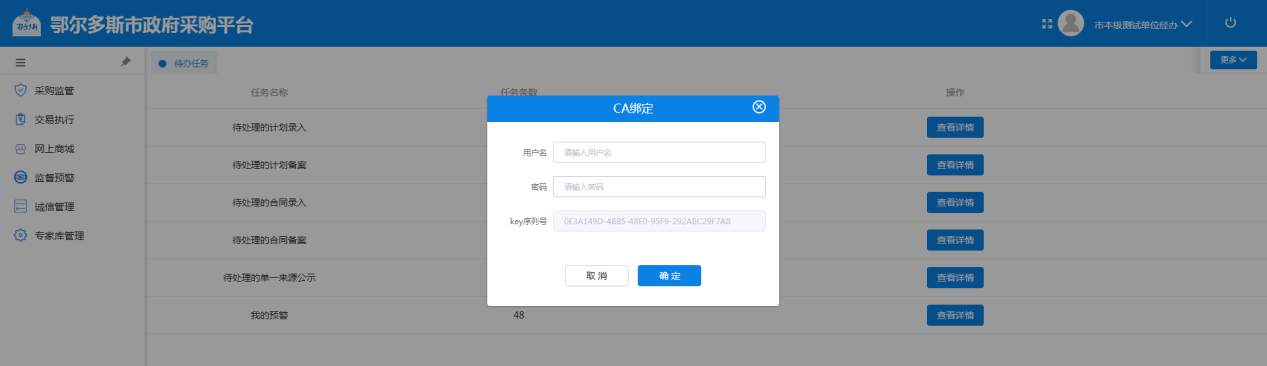 鄂尔多斯市政府采购平台
市本级测试单位经办
待办任务
更多
采购监管
交易执行
网上商城
监督预警
诚信管理
专家库管理
任务名称 任务条数 操作
待处理的计划录入 查看详情
待处理的计划备案 查看详情
待处理的合同录入 查看详情
待处理的合同备案 查看详情
待处理的单一来源公示 查看详情
我的预警 48 查看详情
CA绑定
用户名 请输入用户名
密码 请输入密码
key序列号 0E3A149D-4B85-48E0-95F9-292ABC29F7A8
取消 确定